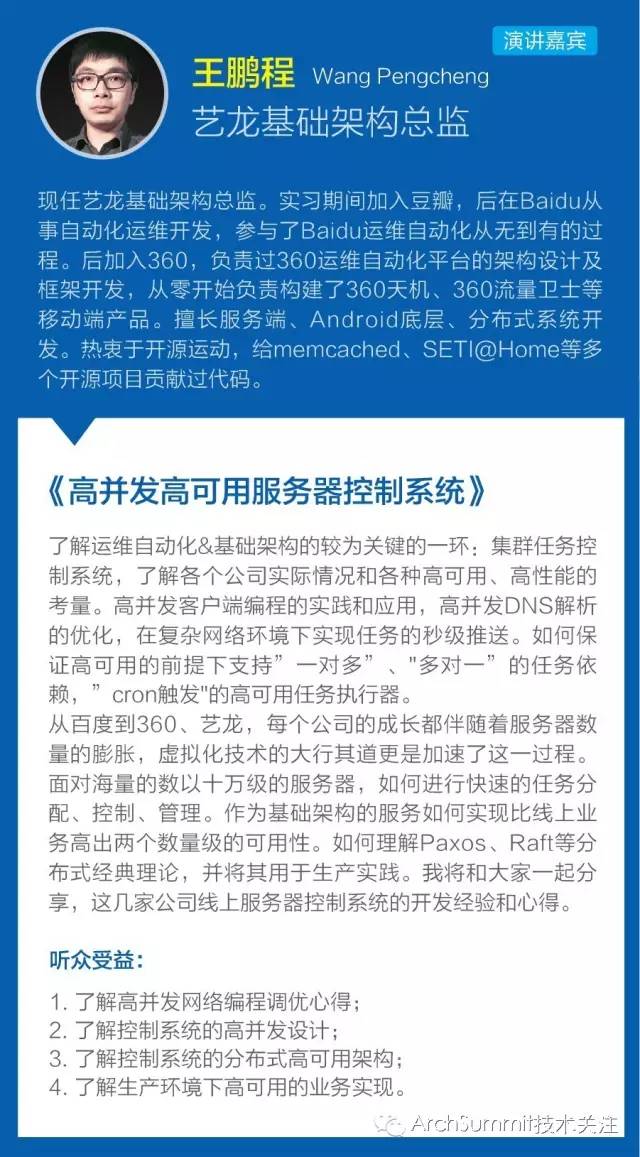 演讲嘉宾
王鹏程 Wang Pengcheng
艺龙基础架构总监
现任艺龙基础架构总监。实习期间加入豆瓣，后在Baidu从
事自动化运维开发，参与了Baidu运维自动化从无到有的过
程。后加入360，负责过360运维自动化平台的架构设计及
框架开发，从零开始负责构建了360天机、360流量卫士等
移动端产品。擅长服务端、Android底层、分布式系统开
发。热衷于开源运动，给memcached、SETI@Home等多
个开源项目贡献过代码。
《高并发高可用服务器控制系统》
了解运维自动化&基础架构的较为关键的一环：集群任务控
制系统，了解各个公司实际情况和各种高可用、高性能的
考量。高并发客户端编程的实践和应用，高并发DNS解析
的优化，在复杂网络环境下实现任务的秒级推送。如何保
证高可用的前提下支持”一对多”、"多对一”的任务依
赖，”cron触发"的高可用任务执行器。
从百度到360、艺龙，每个公司的成长都伴随着服务器数
量的膨胀，虚拟化技术的大行其道更是加速了这一过程。
面对海量的数以十万级的服务器，如何进行快速的任务分
配、控制、管理。作为基础架构的服务如何实现比线上业
务高出两个数量级的可用性。如何理解Paxos、Raft等分
布式经典理论，并将其用于生产实践。我将和大家一起分
享，这几家公司线上服务器控制系统的开发经验和心得。
听众受益：
1. 了解高并发网络编程调优心得；
2. 了解控制系统的高并发设计；
3. 了解控制系统的分布式高可用架构；
4. 了解生产环境下高可用的业务实现。
ArchSummit技术关注